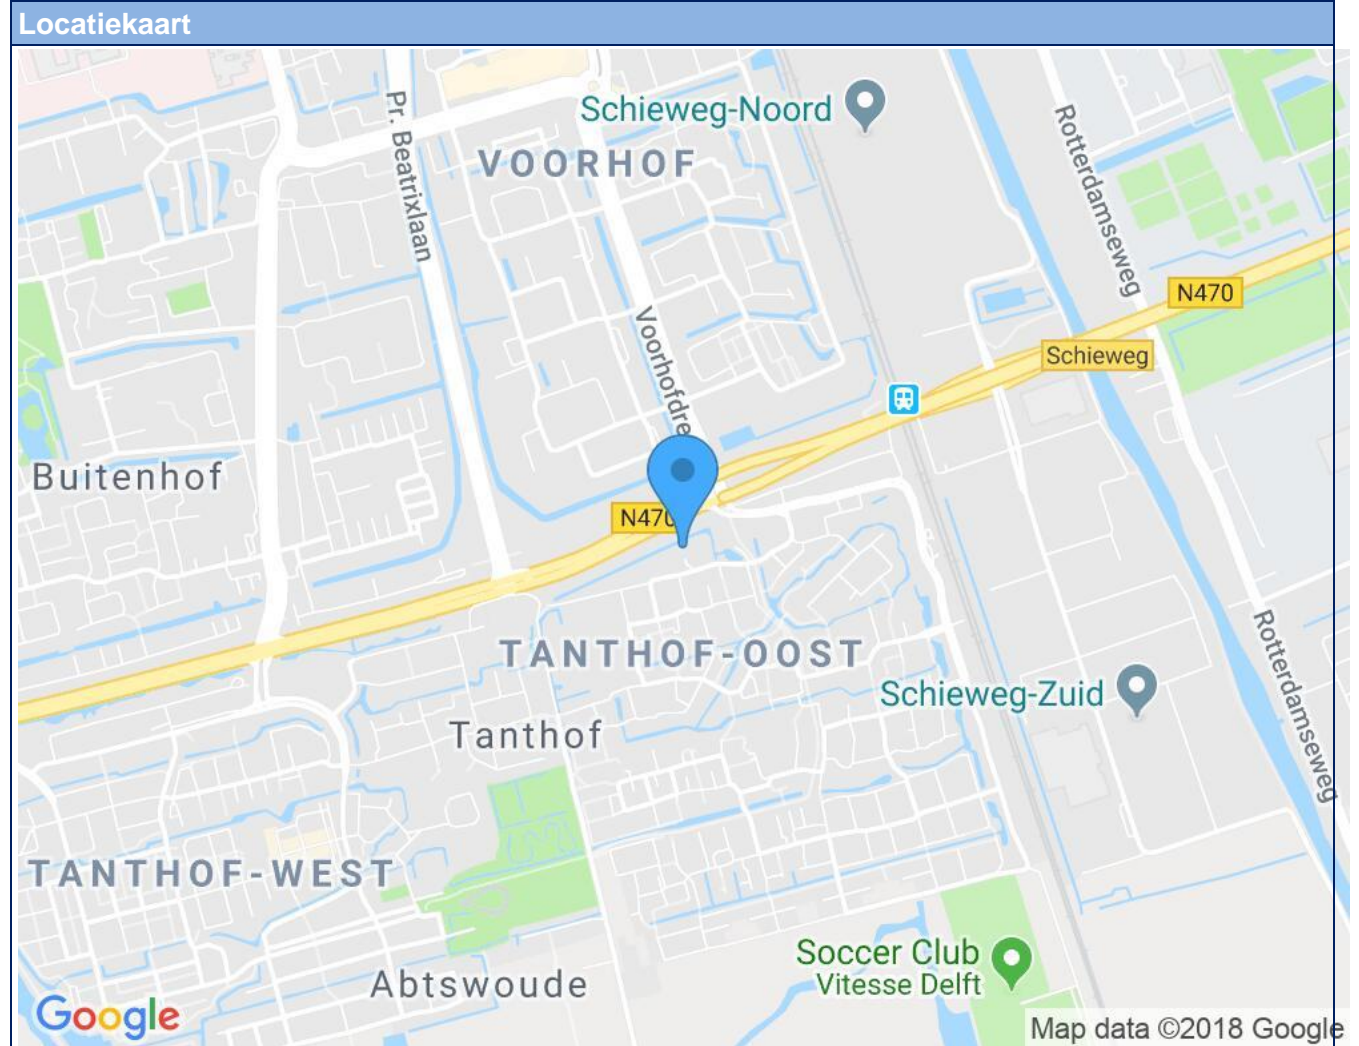 Locatiekaart
Schieweg-Noord
Pr. Beatrixlaan
VOORHOF
Rotterdamseweg
N470
Voorhofdre
Schieweg
Buitenhof
N470
TANTHOF-OOST
Rotterdamseweg
Schieweg-Zuid
Tanthof
TANTHOF-WEST
Soccer Club
Vitesse Delft
Abtswoude
Google
Map data ©2018 Google